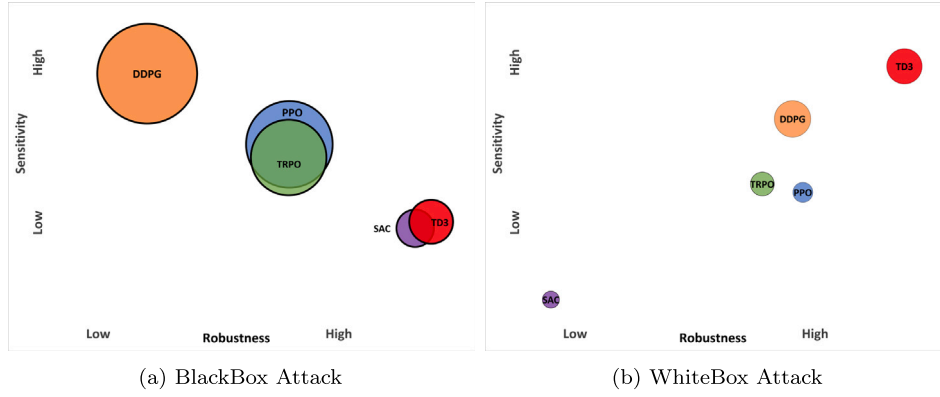 High
Sensitivity
Low
DDPG
PPO
TRPO
SAC
TD3
Low
Robustness
High
(a) BlackBox Attack
High
Sensitivity
Low
TD3
DDPG
TRPO
PPO
SAC
Low
Robustness
High
(b) WhiteBox Attack